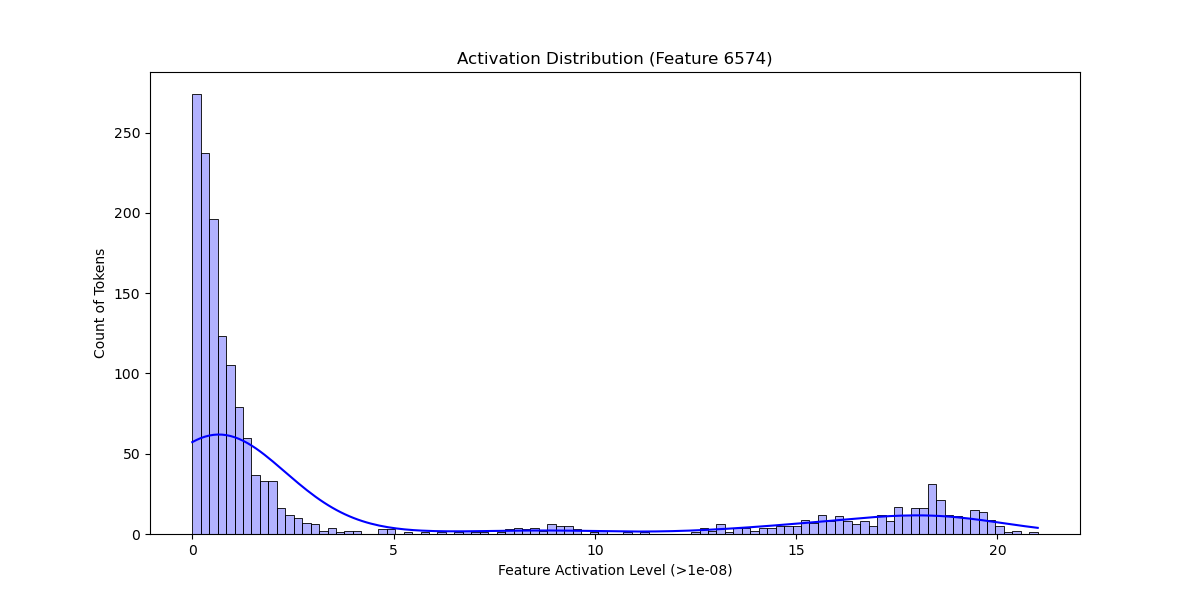 Activation Distribution (Feature 6574)
250
200
150
100
50
0
Count of Tokens
0 5 10 15 20
Feature Activation Level (>1e-08)